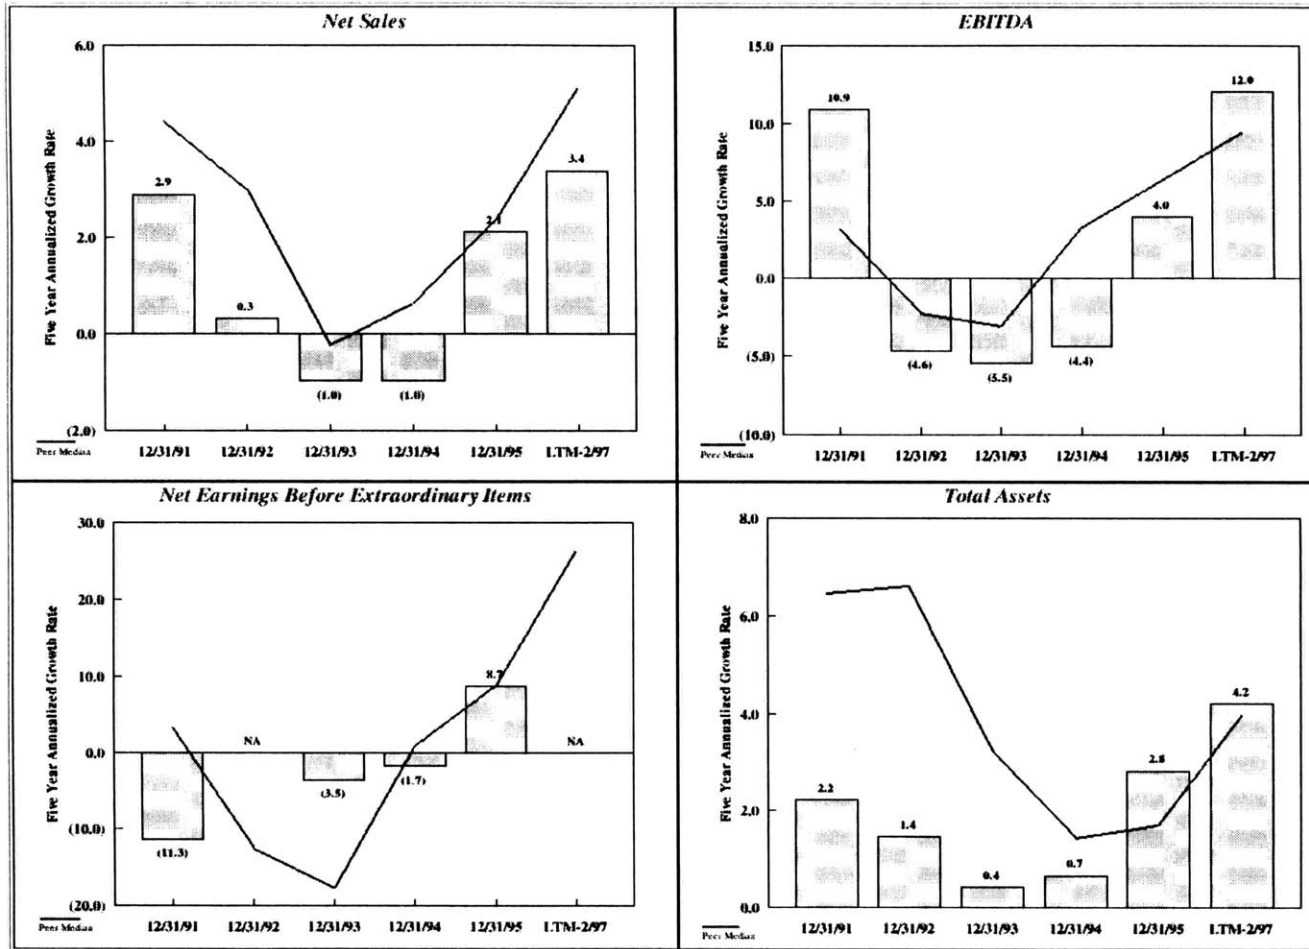 Net Sales
6.0
4.0
2.0
0.0
(2.0)
Five Year Annualized Growth Rate
2.9
0.3
(1.0)
(1.0)
2.1
3.4
Peer Median
12/31/91 12/31/92 12/31/93 12/31/94 12/31/95 LTM-2/97
EBITDA
15.0
10.0
5.0
0.0
(5.0)
(10.0)
Five Year Annualized Growth Rate
10.9
(4.6)
(5.5)
(4.4)
4.0
12.0
Peer Median
12/31/91 12/31/92 12/31/93 12/31/94 12/31/95 LTM-2/97
Net Earnings Before Extraordinary Items
30.0
20.0
10.0
0.0
(10.0)
(20.0)
Five Year Annualized Growth Rate
(11.3)
NA
(3.5)
(1.7)
8.7
NA
Peer Median
12/31/91 12/31/92 12/31/93 12/31/94 12/31/95 LTM-2/97
Total Assets
8.0
6.0
4.0
2.0
0.0
Five Year Annualized Growth Rate
2.2
1.4
0.4
0.7
2.8
4.2
Peer Median
12/31/91 12/31/92 12/31/93 12/31/94 12/31/95 LTM-2/97